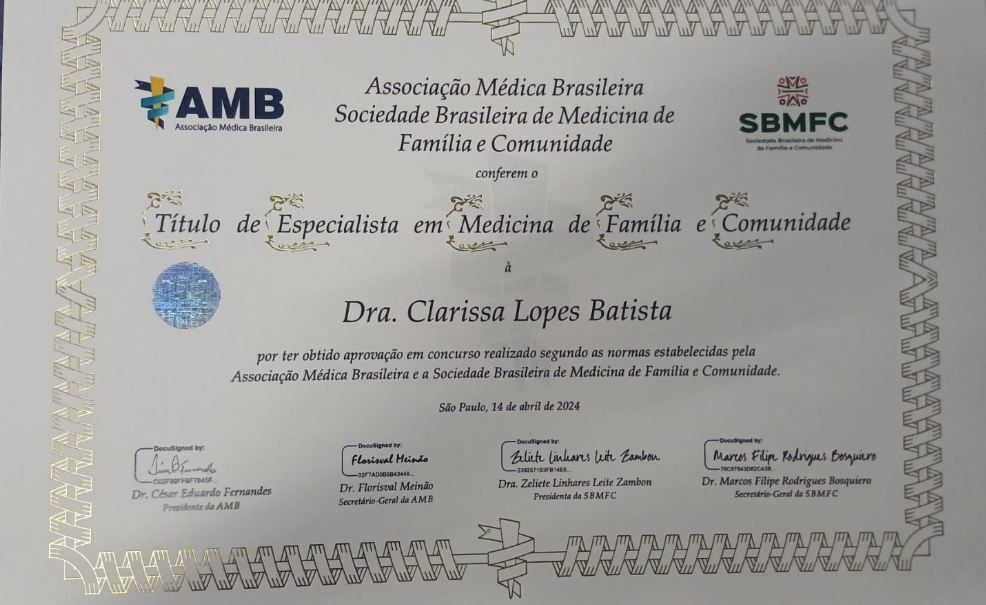 AMB
Associação Médica Brasileira
Associação Médica Brasileira
Sociedade Brasileira de Medicina de
Família e Comunidade
SBMFC
Sociedade Brasileira de Medicina
de Família e Comunidade
conferem o
Título de Especialista em Medicina de Família e Comunidade
à
Dra. Clarissa Lopes Batista
por ter obtido aprovação em concurso realizado segundo as normas estabelecidas pela
Associação Médica Brasileira e a Sociedade Brasileira de Medicina de Família e Comunidade.
São Paulo, 14 de abril de 2024
DocuSigned by:
Dr. César Eduardo Fernandes
Presidente da AMB
DocuSigned by:
Florisval Meinão
Dr. Florisval Meinão
Secretário-Geral da AMB
DocuSigned by:
Zeliete Linhares Leite Zambon
Dra. Zeliete Linhares Leite Zambon
Presidente da SBMFC
DocuSigned by:
Marcos Filipe Rodrigues Bosquiero
Dr. Marcos Filipe Rodrigues Bosquiero
Secretário-Geral da SBMFC